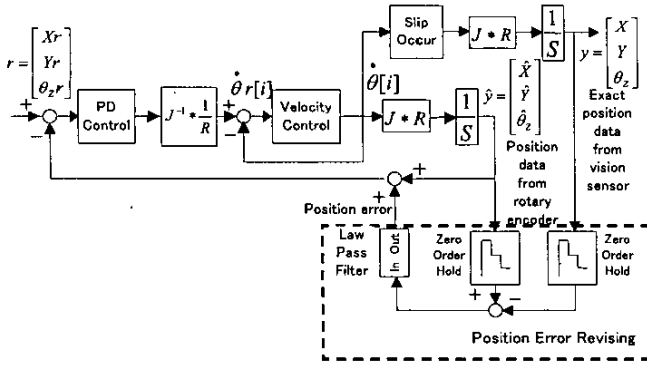 r = [Xr Yr θz r]
+
−
PD
Control
J⁻¹ * 1/R
+
−
θ̇ r[i]
Velocity
Control
θ̇[i]
Slip
Occur
J * R
1/S
y = [X Y θz]
Exact
position
data
from
vision
sensor
J * R
1/S
ŷ = [X̂ Ŷ θ̂z]
Position
data
from
rotary
encoder
+
+
Position error
Law
Pass
Filter
In Out
Zero
Order
Hold
Zero
Order
Hold
+
−
Position Error Revising